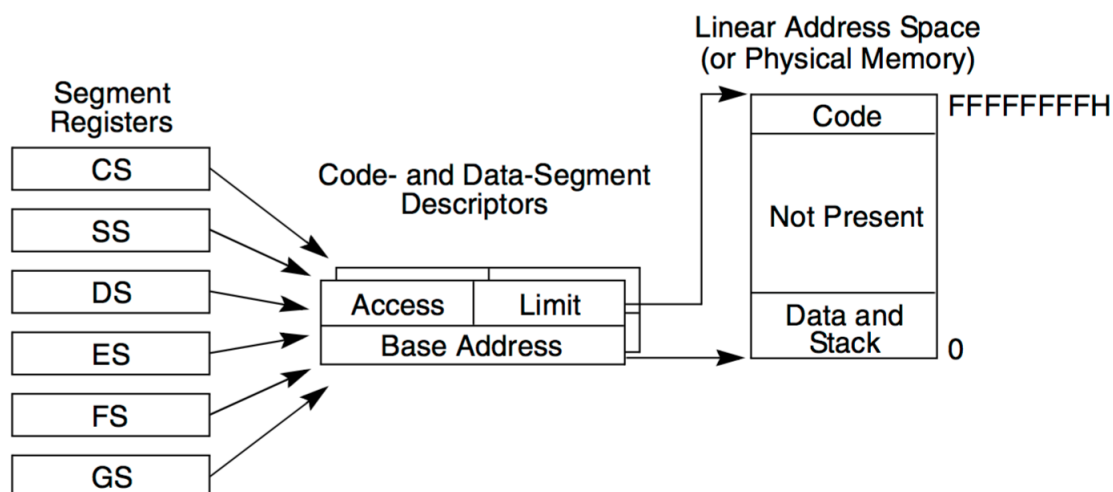 Linear Address Space
(or Physical Memory)
Segment
Registers
FFFFFFFFH
Code
CS
Code- and Data-Segment
Descriptors
SS
Not Present
DS
Access
Limit
Data and
Stack
ES
Base Address
0
FS
GS